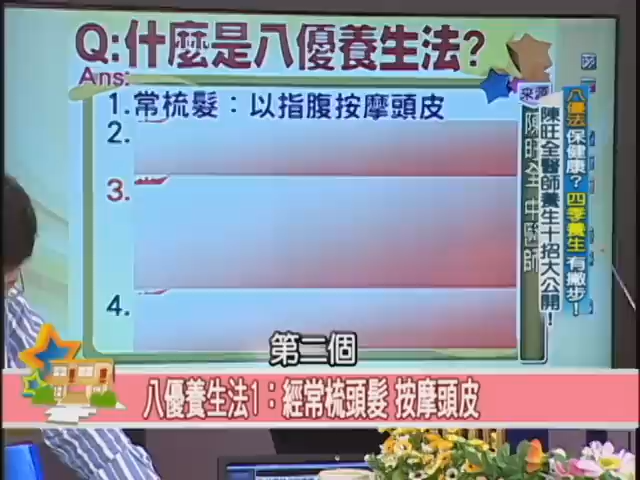 Q:什麼是八優養生法?
Ans:
1.常梳髮：以指腹按摩頭皮
2.
3.
4.
來源
陳旺全 中醫師
八優法保健康？四季養生有撇步！
陳旺全醫師養生十招大公開！
第二個
八優養生法1：經常梳頭髮 按摩頭皮